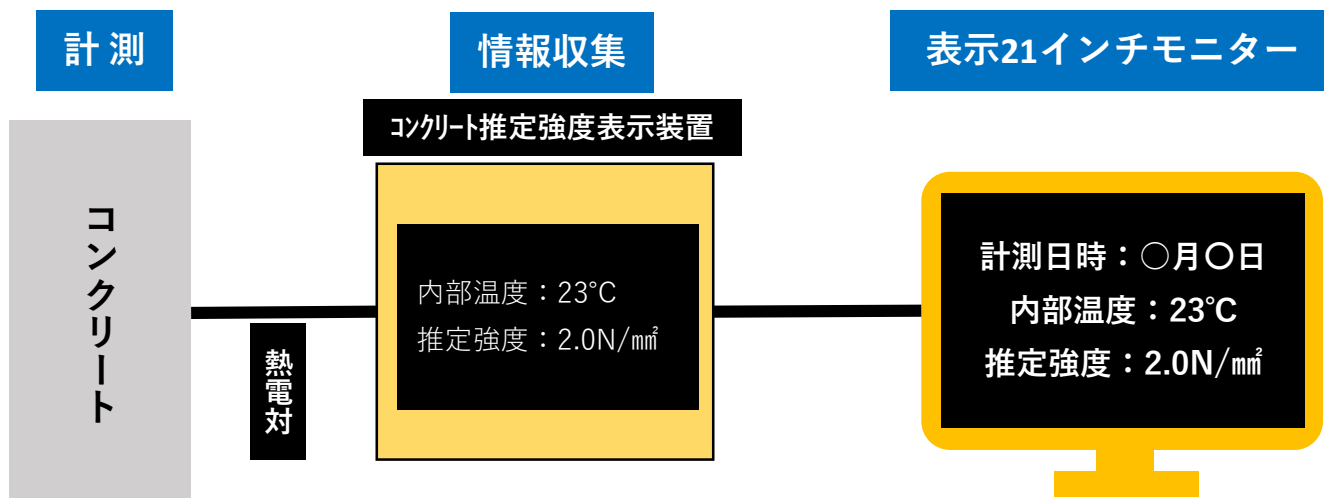 計 測
情報収集
表示21インチモニター
コンクリート
熱電対
ｺﾝｸﾘｰﾄ推定強度表示装置
内部温度：23℃
推定強度：2.0N/㎟
計測日時：○月〇日
内部温度：23℃
推定強度：2.0N/㎟